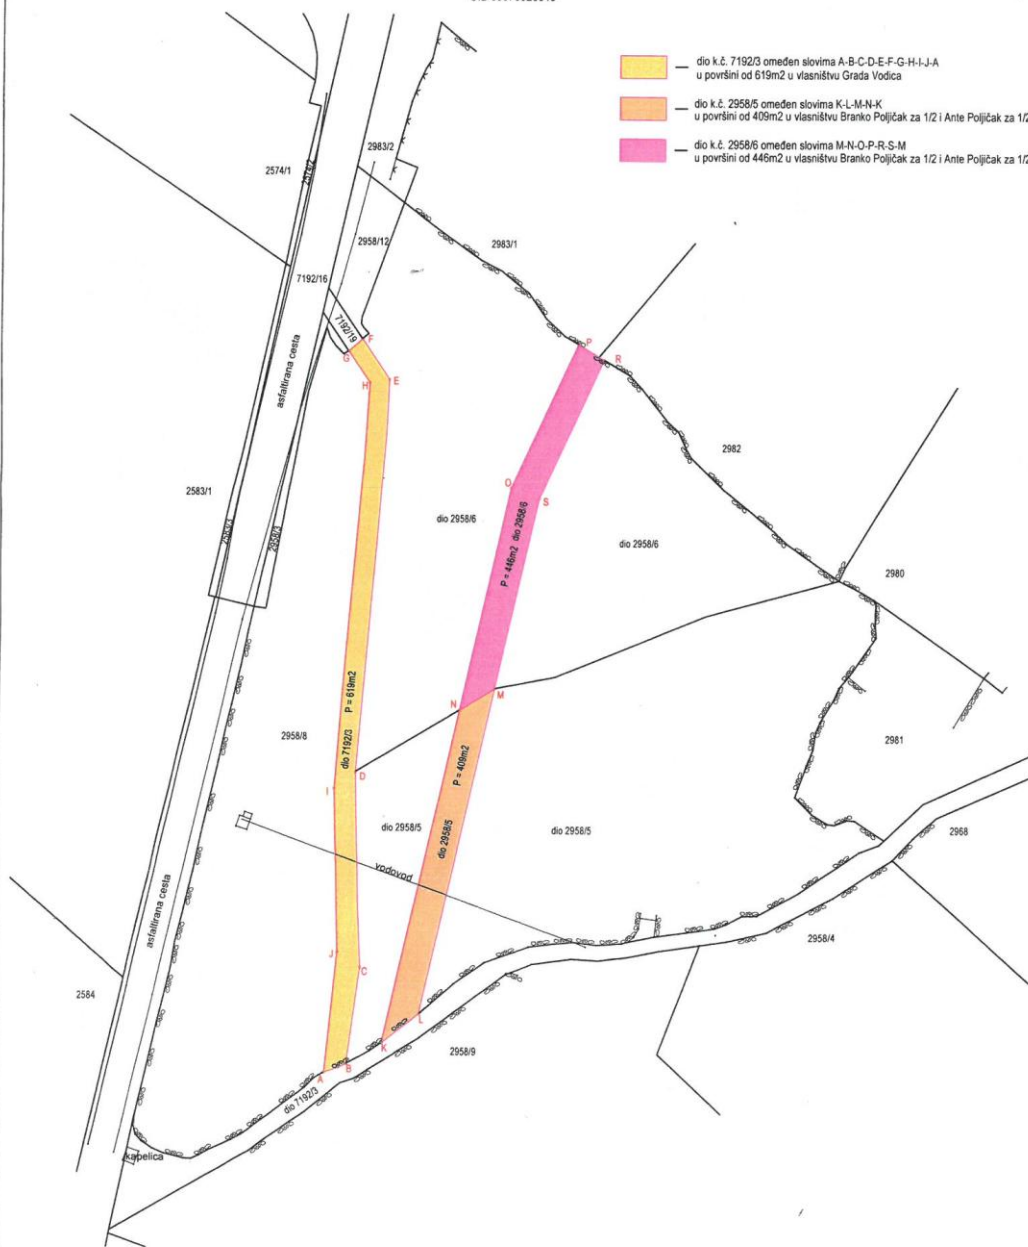 dio k.č. 7192/3 omeđen slovima A-B-C-D-E-F-G-H-I-J-A
u površini od 619m2 u vlasništvu Grada Vodica
dio k.č. 2958/5 omeđen slovima K-L-M-N-K
u površini od 409m2 u vlasništvu Branko Poljičak za 1/2 i Ante Poljičak za 1/2
dio k.č. 2958/6 omeđen slovima M-N-O-P-R-S-M
u površini od 446m2 u vlasništvu Branko Poljičak za 1/2 i Ante Poljičak za 1/2
2983/2
2574/1
2574/2
2958/12
2983/1
7192/16
7192/19
F
G
P
R
asfaltirana cesta
H
E
2982
O
S
2583/1
2583/3
2958/3
dio 2958/6
P = 446m2 dio 2958/6
dio 2958/6
2980
M
N
dio 7192/3 P = 619m2
2958/8
2981
D
I
P = 409m2
dio 2958/5
dio 2958/5
dio 2958/5
2968
vodovod
asfaltirana cesta
2958/4
J
C
2584
L
K
2958/9
B
A
dio 7192/3
kapelica